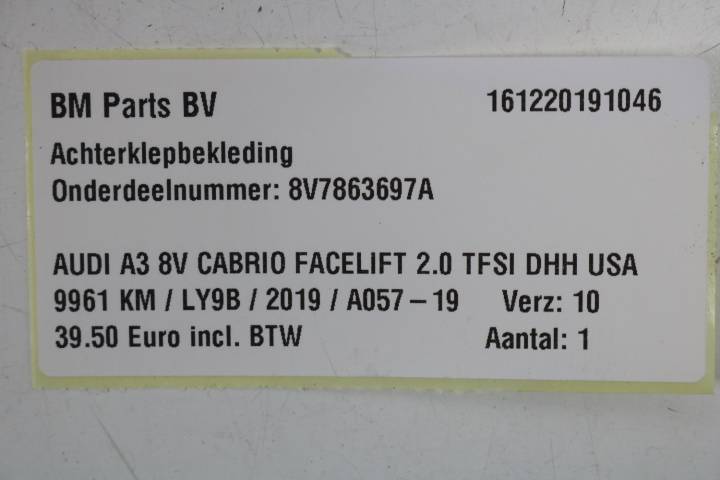 BM Parts BV 161220191046
Achterklepbekleding
Onderdeelnummer: 8V7863697A
AUDI A3 8V CABRIO FACELIFT 2.0 TFSI DHH USA
9961 KM / LY9B / 2019 / A057-19 Verz: 10
39.50 Euro incl. BTW Aantal: 1